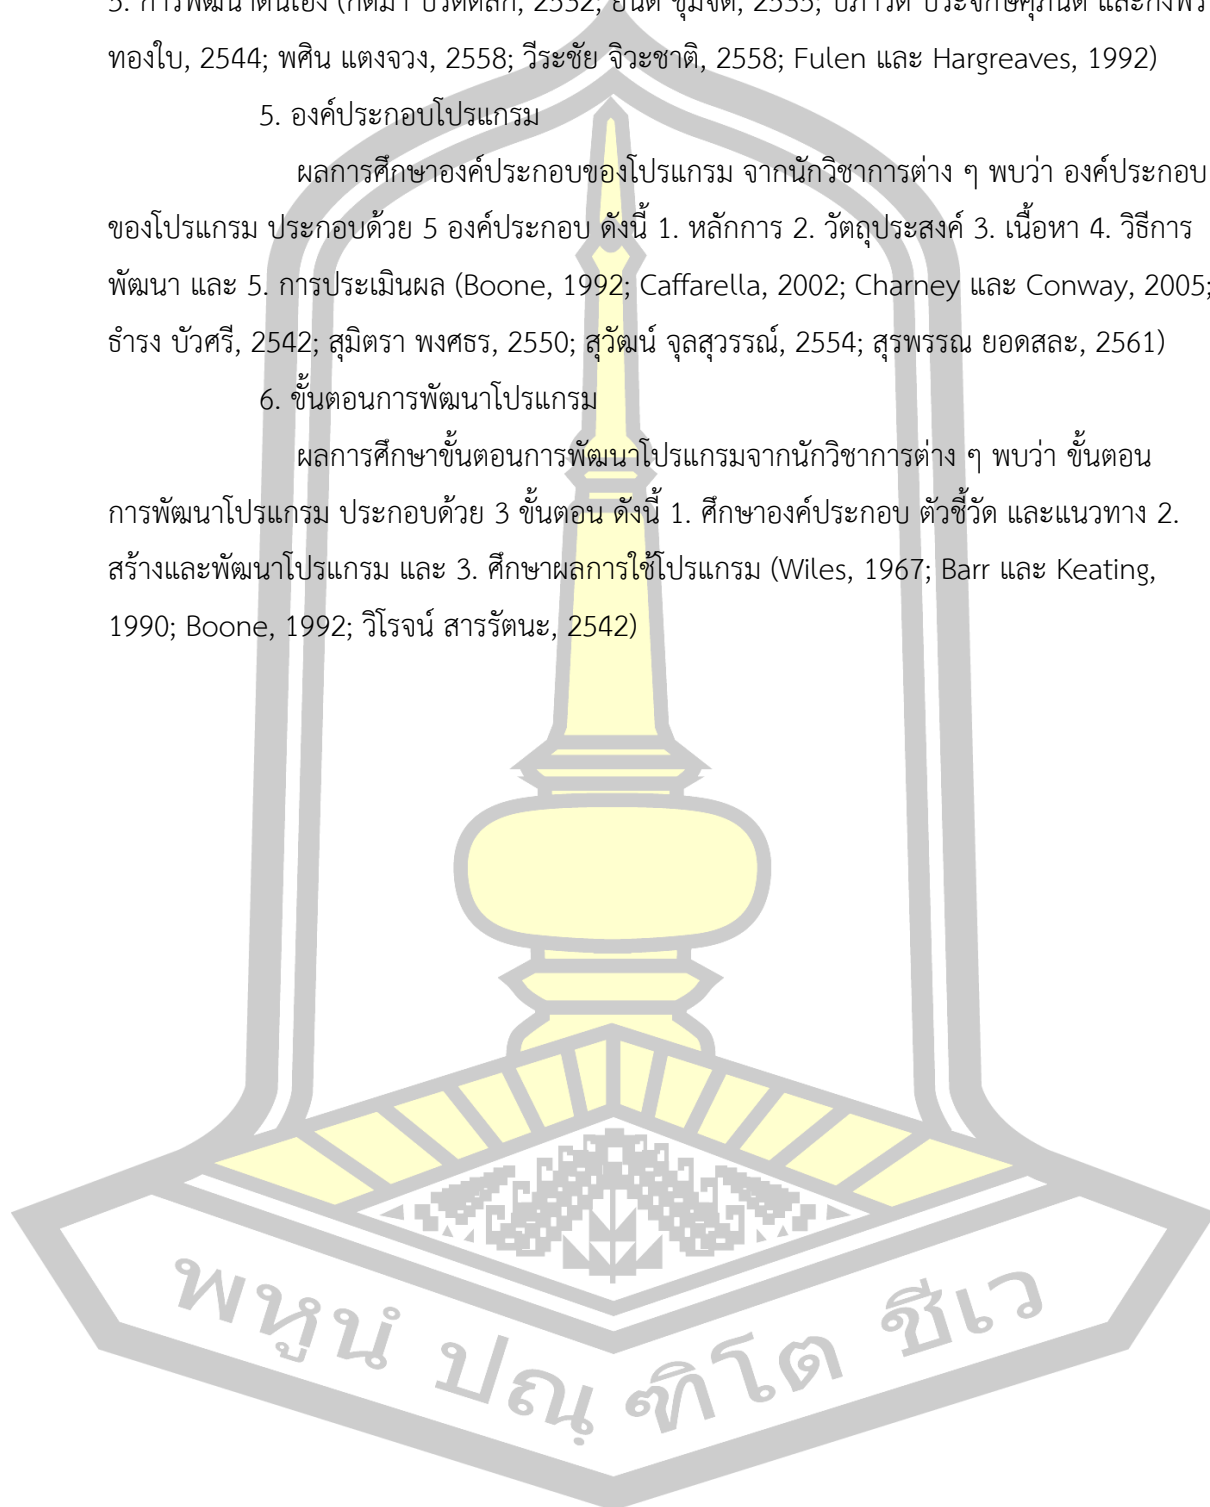 ทองใบ, 2544; พศิน แตงจวง, 2558; วีระชัย จิวะชาติ, 2558; Fulen และ Hargreaves, 1992)
5. องค์ประกอบโปรแกรม
ผลการศึกษาองค์ประกอบของโปรแกรม จากนักวิชาการต่าง ๆ พบว่า องค์ประกอบ
ของโปรแกรม ประกอบด้วย 5 องค์ประกอบ ดังนี้ 1. หลักการ 2. วัตถุประสงค์ 3. เนื้อหา 4. วิธีการ
พัฒนา และ 5. การประเมินผล (Boone, 1992; Caffarella, 2002; Charney และ Conway, 2005;
ธำรง บัวศรี, 2542; สุมิตรา พงศธร, 2550; สุวัฒน์ จุลสุวรรณ์, 2554; สุรพรรณ ยอดสละ, 2561)
6. ขั้นตอนการพัฒนาโปรแกรม
ผลการศึกษาขั้นตอนการพัฒนาโปรแกรมจากนักวิชาการต่าง ๆ พบว่า ขั้นตอน
การพัฒนาโปรแกรม ประกอบด้วย 3 ขั้นตอน ดังนี้ 1. ศึกษาองค์ประกอบ ตัวชี้วัด และแนวทาง 2.
สร้างและพัฒนาโปรแกรม และ 3. ศึกษาผลการใช้โปรแกรม (Wiles, 1967; Barr และ Keating,
1990; Boone, 1992; วิโรจน์ สารรัตนะ, 2542)
พหูนํ ปณฺฑิโต ชีเว